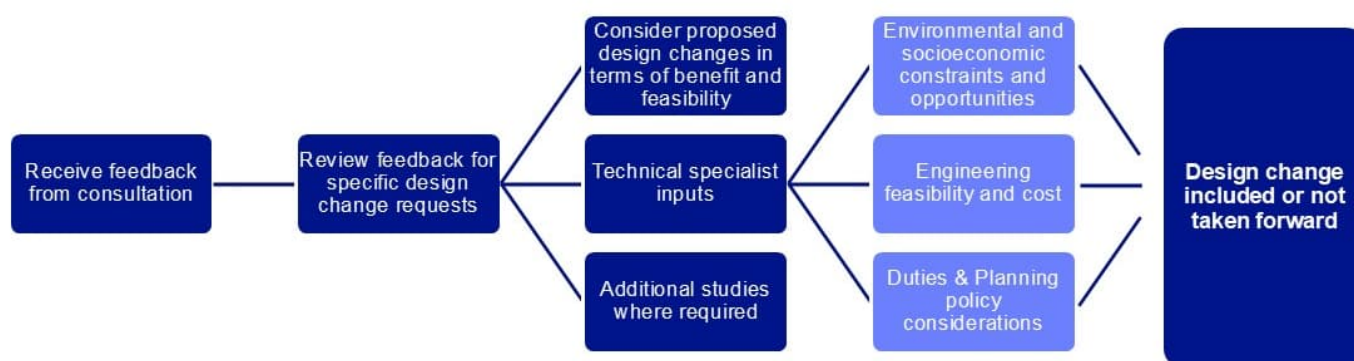 Receive feedback
from consultation
Review feedback for
specific design
change requests
Consider proposed
design changes in
terms of benefit and
feasibility
Technical specialist
inputs
Additional studies
where required
Environmental and
socioeconomic
constraints and
opportunities
Engineering
feasibility and cost
Duties & Planning
policy
considerations
Design change
included or not
taken forward